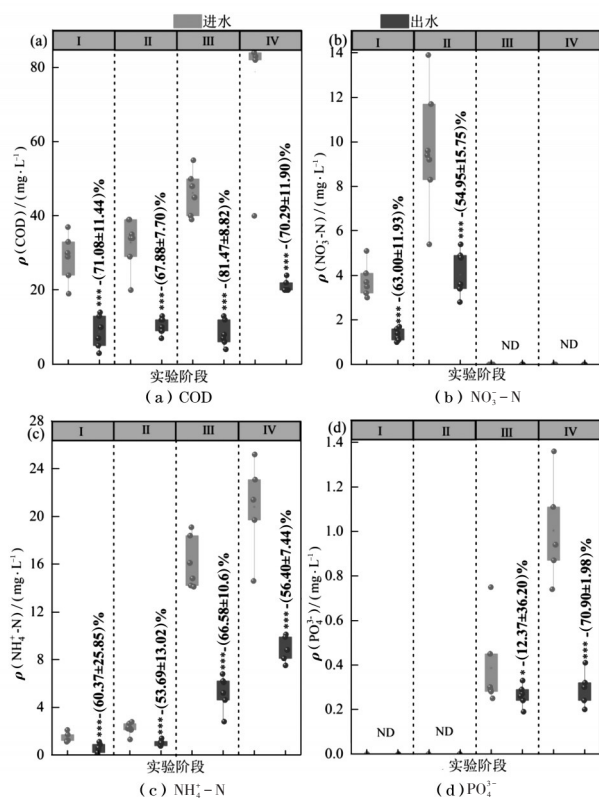 进水 出水
(a) I II III IV
80
60
40
20
0
ρ(COD)/(mg·L⁻¹)
***-(71.08±11.44)%
***-(67.88±7.70)%
***-(81.47±8.82)%
***-(70.29±11.90)%
实验阶段
(a) COD
(b) I II III IV
14
12
10
8
6
4
2
0
ρ(NO₃⁻-N)/(mg·L⁻¹)
***-(63.00±11.93)%
***-(54.95±15.75)%
ND ND
实验阶段
(b) NO₃⁻-N
(c) I II III IV
28
24
20
16
12
8
4
0
ρ(NH₄⁺-N)/(mg·L⁻¹)
***-(60.37±25.85)%
***-(53.69±13.02)%
***-(66.58±10.6)%
***-(56.40±7.44)%
实验阶段
(c) NH₄⁺-N
(d) I II III IV
1.4
1.2
1.0
0.8
0.6
0.4
0.2
0.0
ρ(PO₄³⁻)/(mg·L⁻¹)
ND ND
*-(12.37±36.20)%
***-(70.90±1.98)%
实验阶段
(d) PO₄³⁻